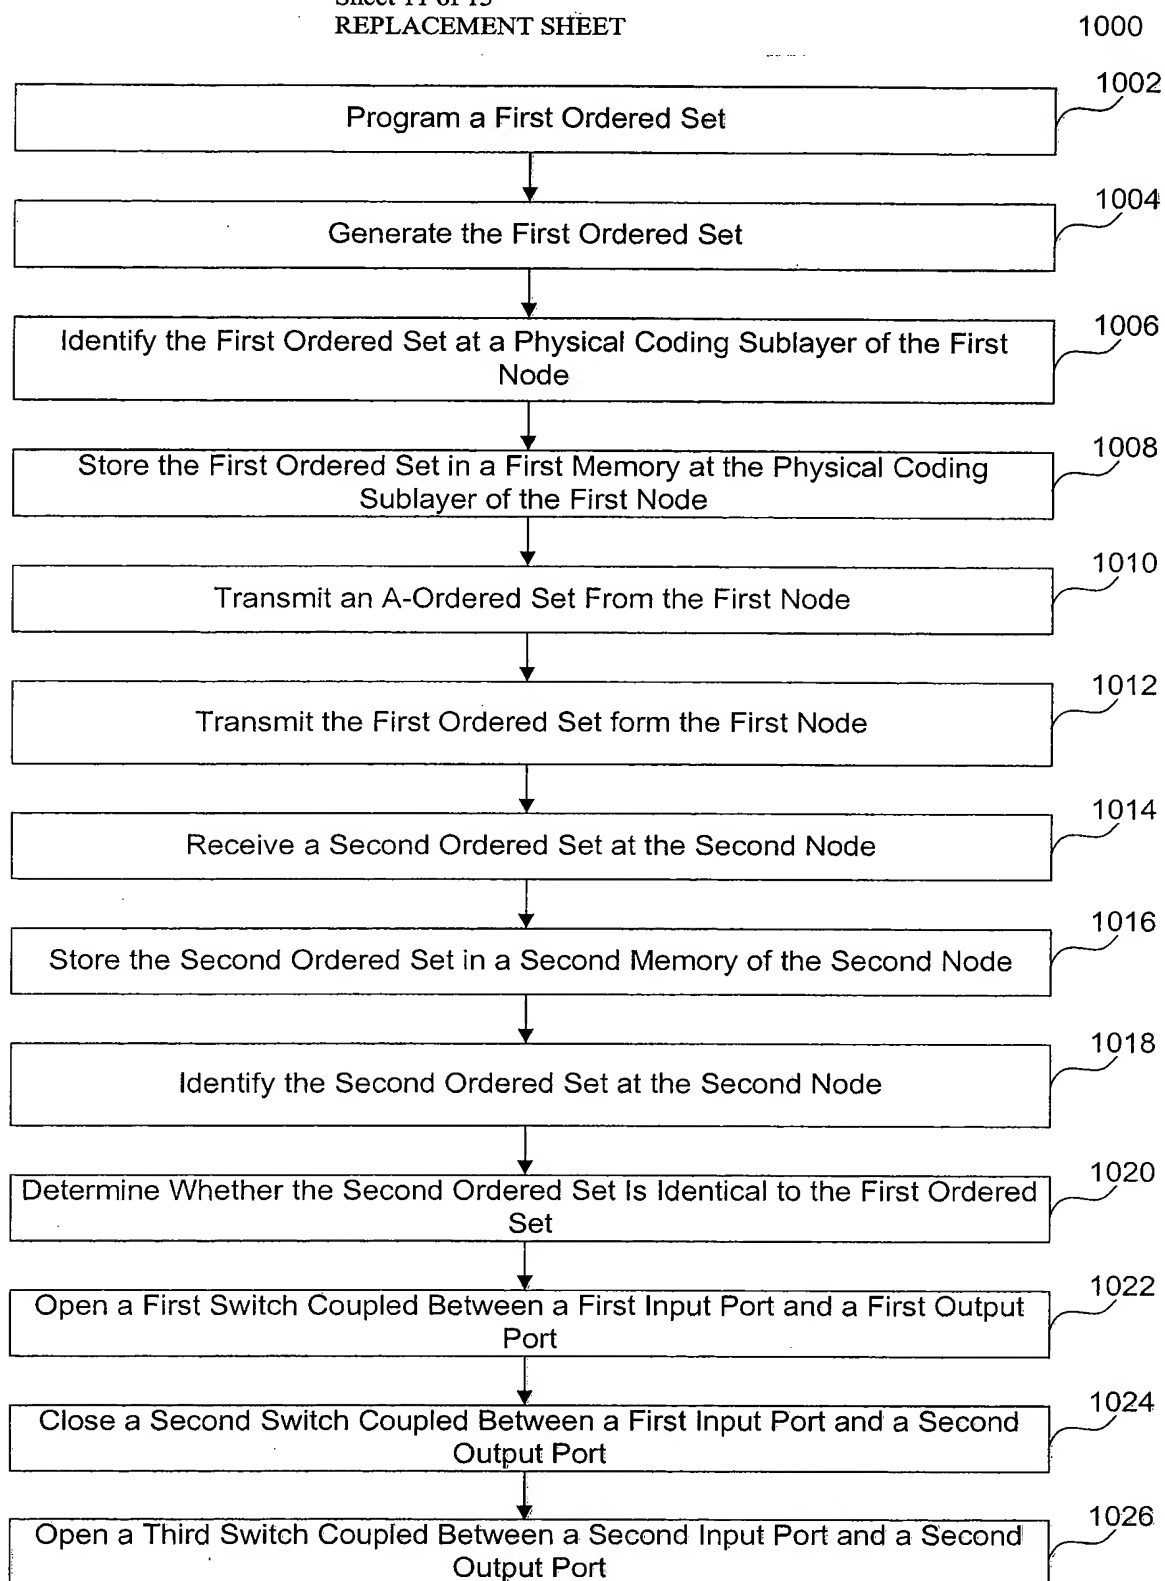 Sheet 11 of 13
REPLACEMENT SHEET
1000
1002
Program a First Ordered Set
1004
Generate the First Ordered Set
1006
Identify the First Ordered Set at a Physical Coding Sublayer of the First
Node
1008
Store the First Ordered Set in a First Memory at the Physical Coding
Sublayer of the First Node
1010
Transmit an A-Ordered Set From the First Node
1012
Transmit the First Ordered Set form the First Node
1014
Receive a Second Ordered Set at the Second Node
1016
Store the Second Ordered Set in a Second Memory of the Second Node
1018
Identify the Second Ordered Set at the Second Node
1020
Determine Whether the Second Ordered Set Is Identical to the First Ordered
Set
1022
Open a First Switch Coupled Between a First Input Port and a First Output
Port
1024
Close a Second Switch Coupled Between a First Input Port and a Second
Output Port
1026
Open a Third Switch Coupled Between a Second Input Port and a Second
Output Port